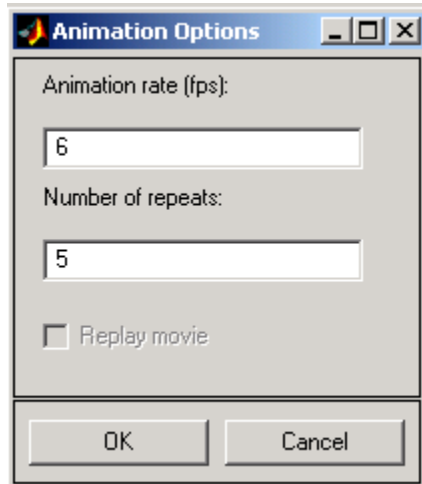 Animation Options
Animation rate (fps):
6
Number of repeats:
5
Replay movie
OK Cancel